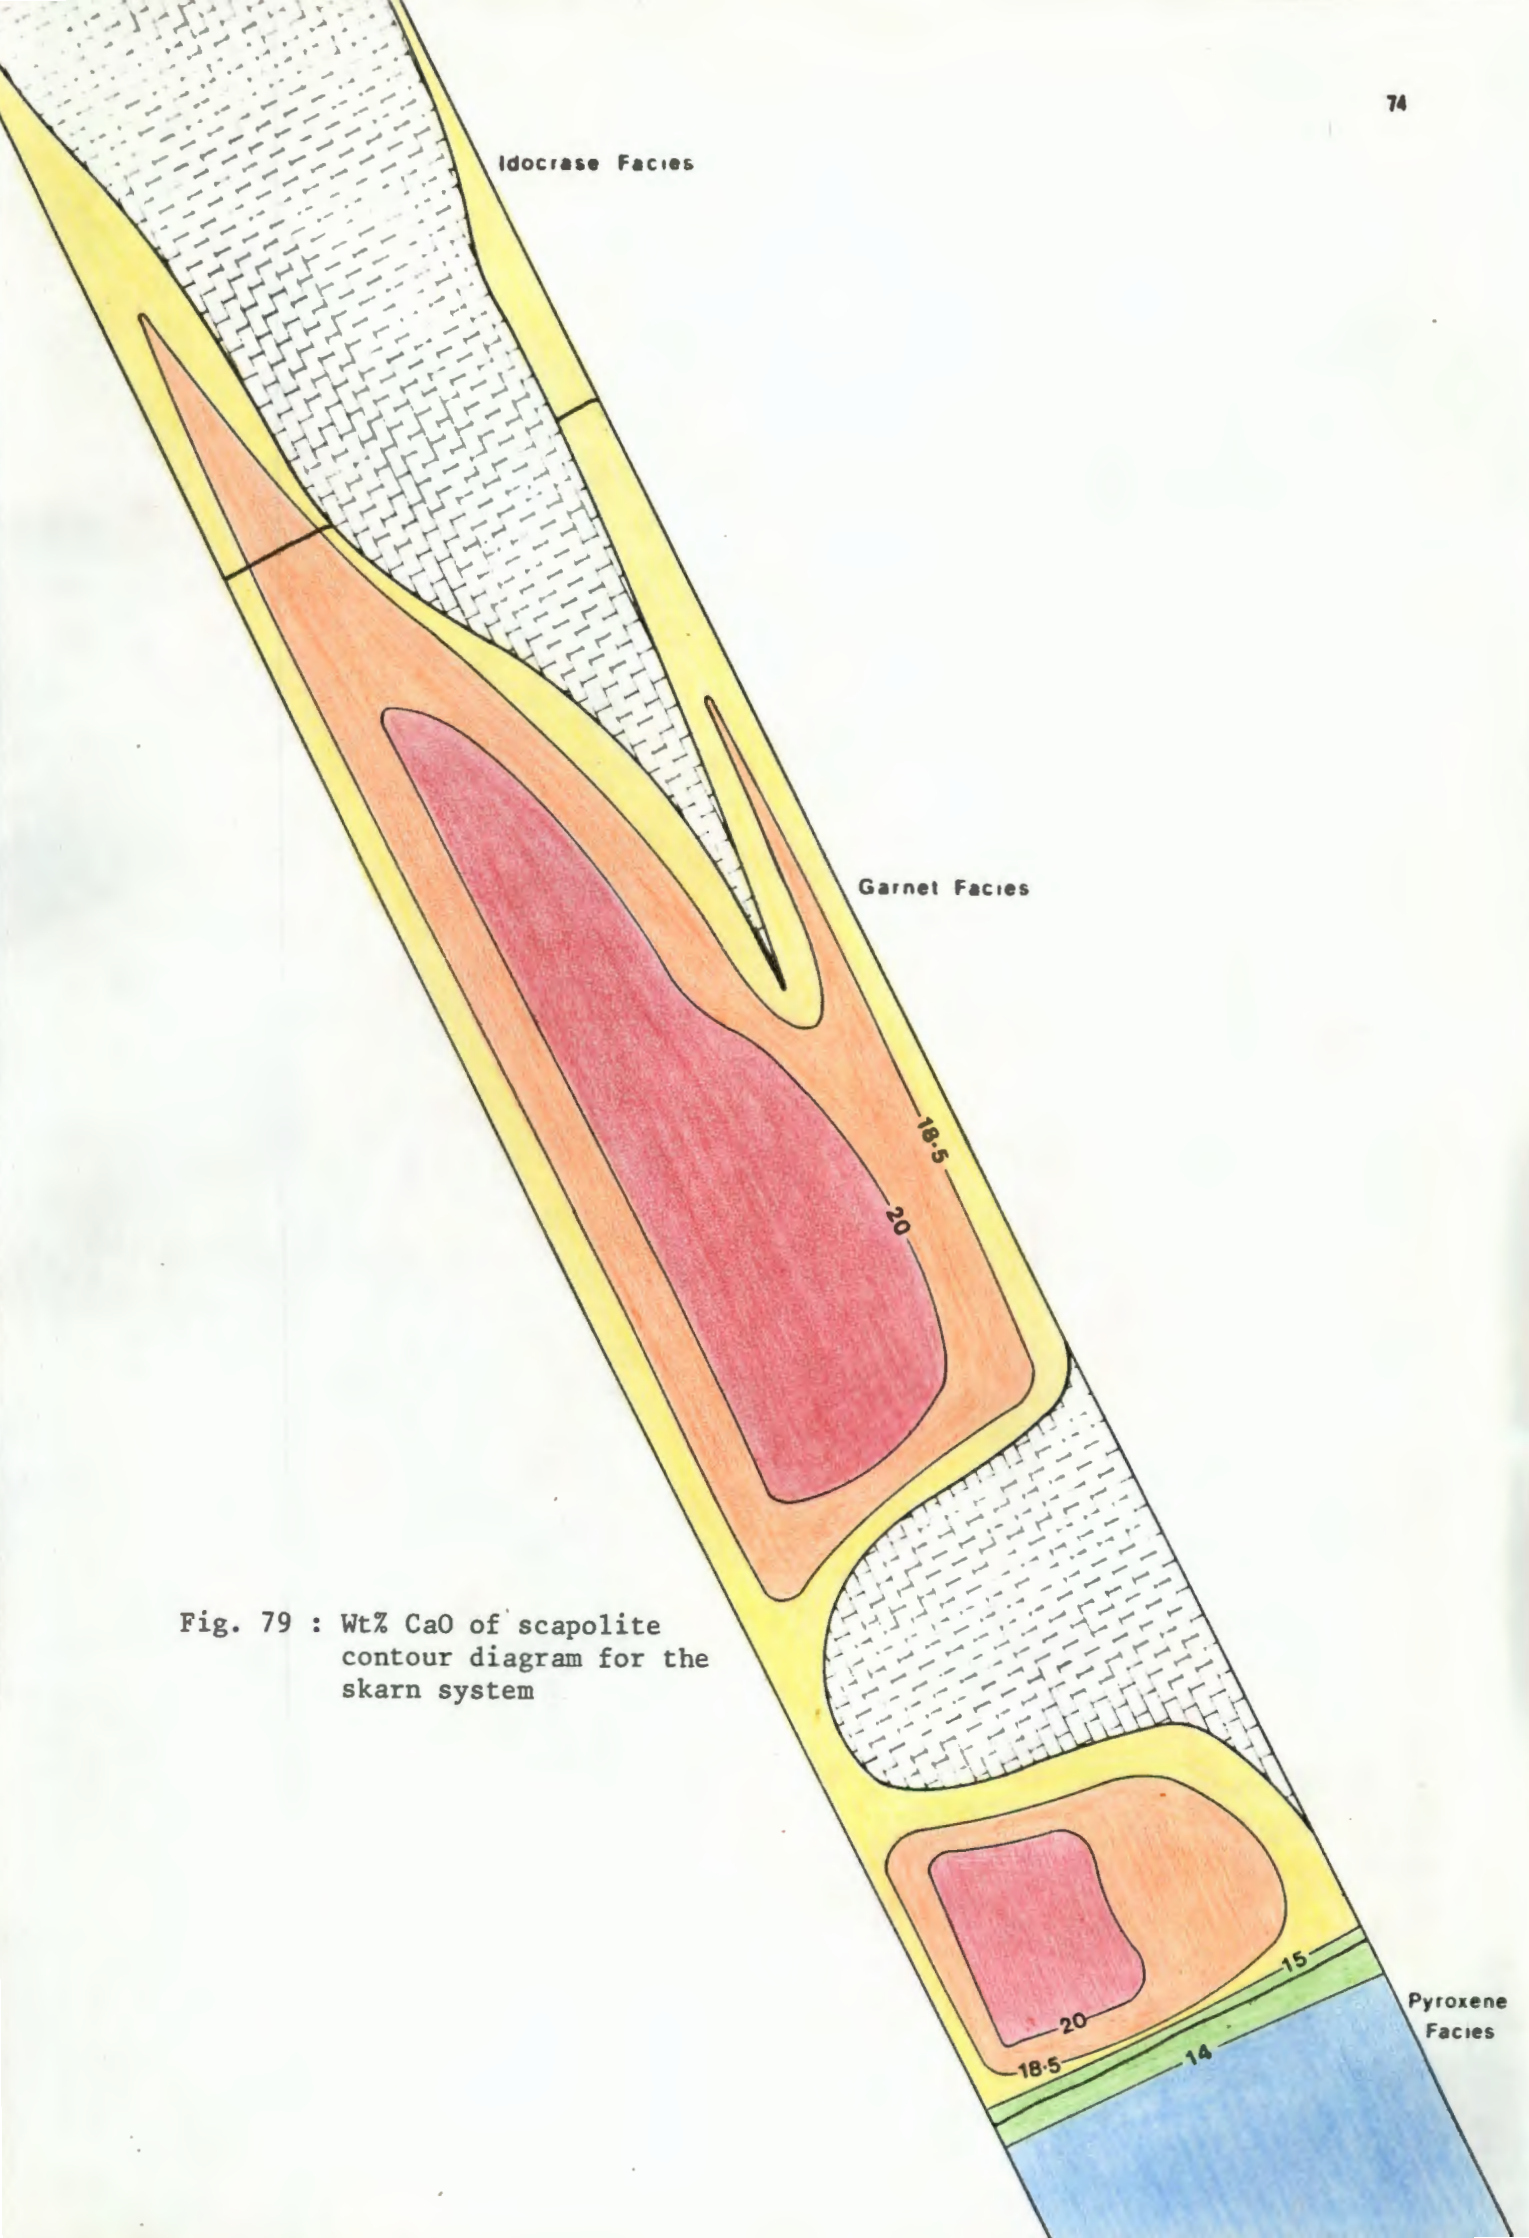 74
Idocrase Facies
Garnet Facies
18·5
20
Fig. 79 : Wt% CaO of scapolite
contour diagram for the
skarn system
15
Pyroxene
Facies
20
14
18·5